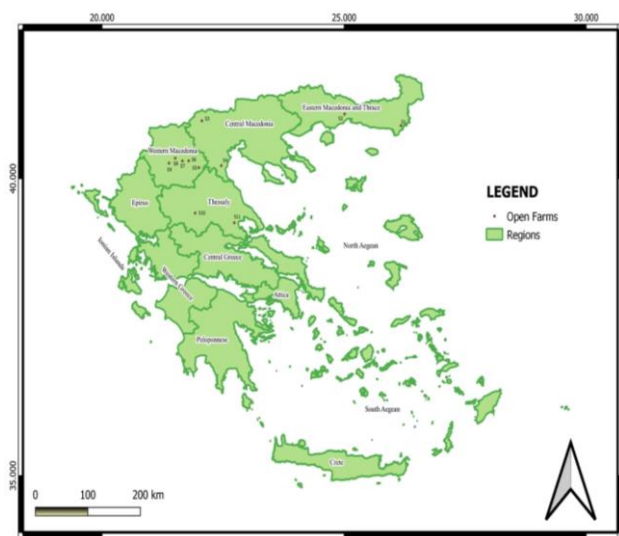 20.000
25.000
30.000
40.000
35.000
Eastern Macedonia and Thrace
Central Macedonia
Western Macedonia
Epirus
Thessaly
Ionian Islands
North Aegean
Central Greece
Western Greece
Attica
Peloponnese
South Aegean
Crete
LEGEND
Open Farms
Regions
0
100
200 km